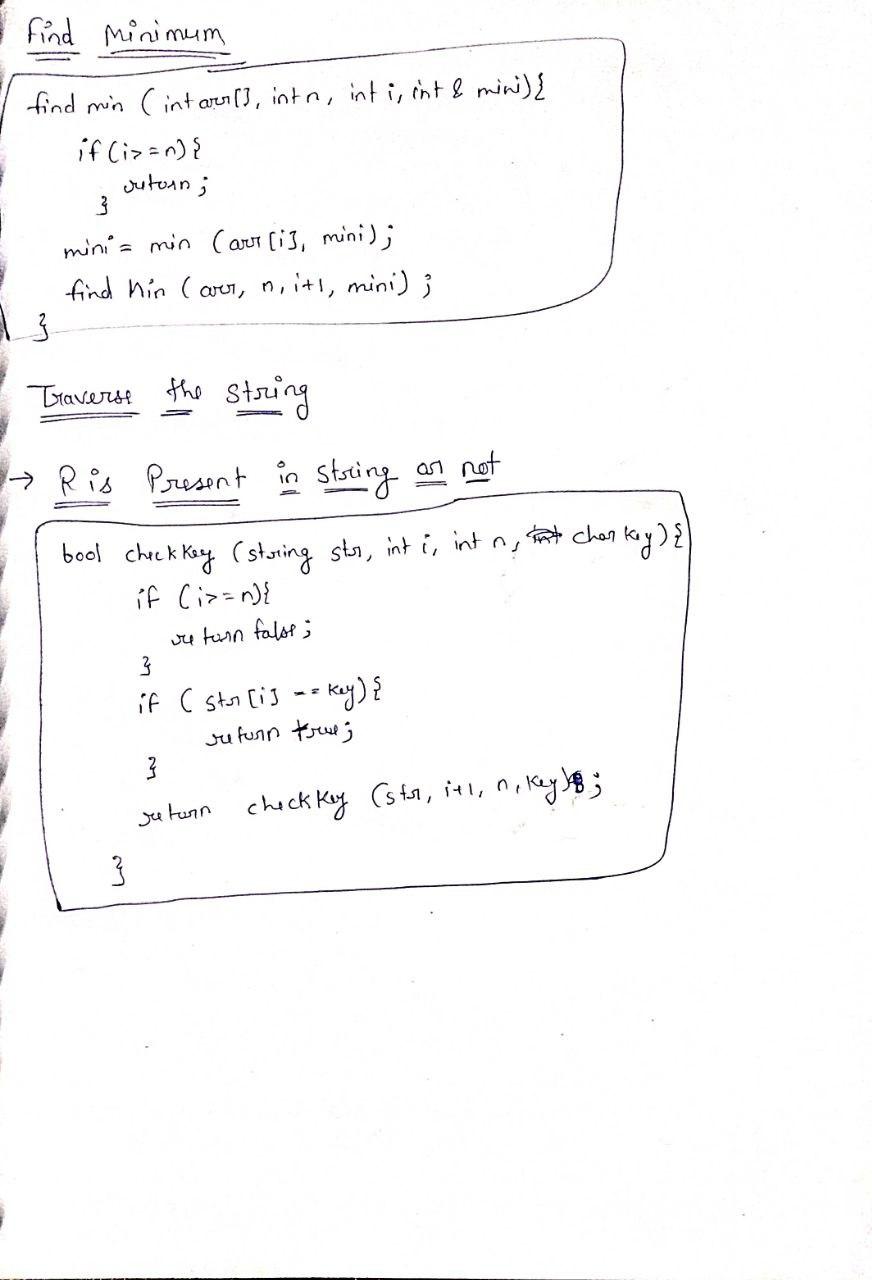 Find Minimum
find min (int arr[], int n, int i, int & mini){
if (i>=n){
return;
}
mini = min (arr[i], mini);
find Min (arr, n, i+1, mini);
}
Traverse the String
→ R is Present in String or not
bool checkKey (string str, int i, int n, char key){
if (i>=n){
return false;
}
if (str[i] == key){
return true;
}
return checkKey (str, i+1, n, key);
}